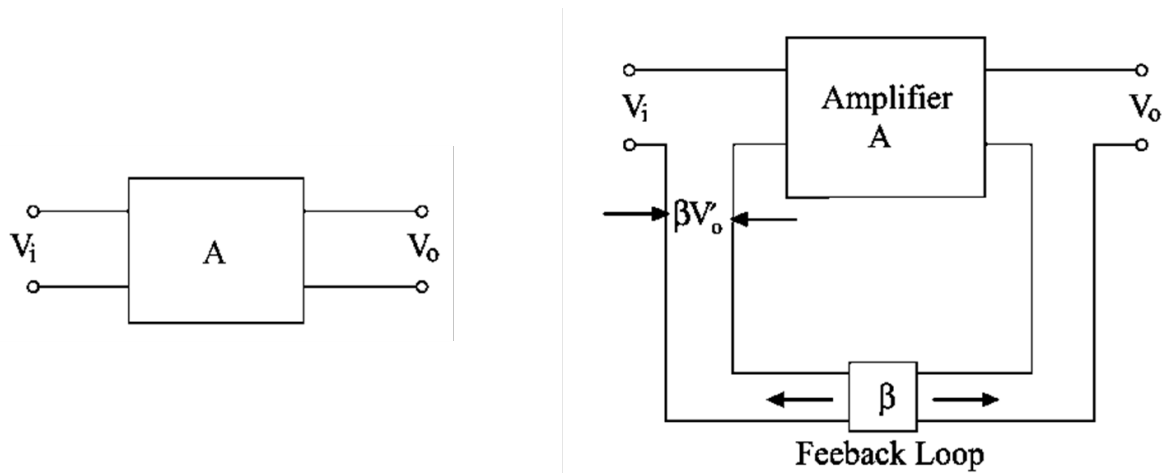 Vi
A
Vo
Vi
Amplifier
A
Vo
βV′o
β
Feeback Loop